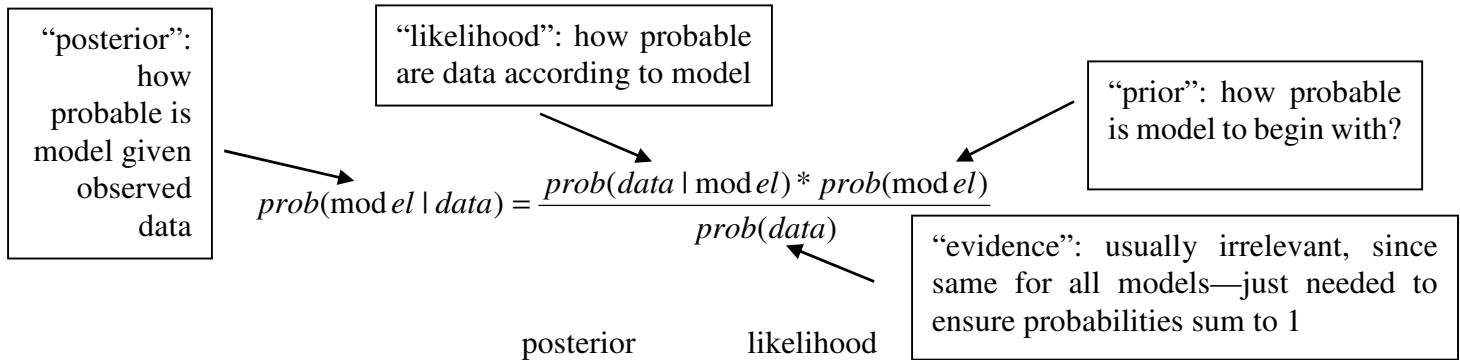 “posterior”:
how
probable is
model given
observed
data
“likelihood”: how probable
are data according to model
“prior”: how probable
is model to begin with?
prob(model | data) = prob(data | model) * prob(model)
prob(data)
“evidence”: usually irrelevant, since
same for all models—just needed to
ensure probabilities sum to 1
posterior likelihood